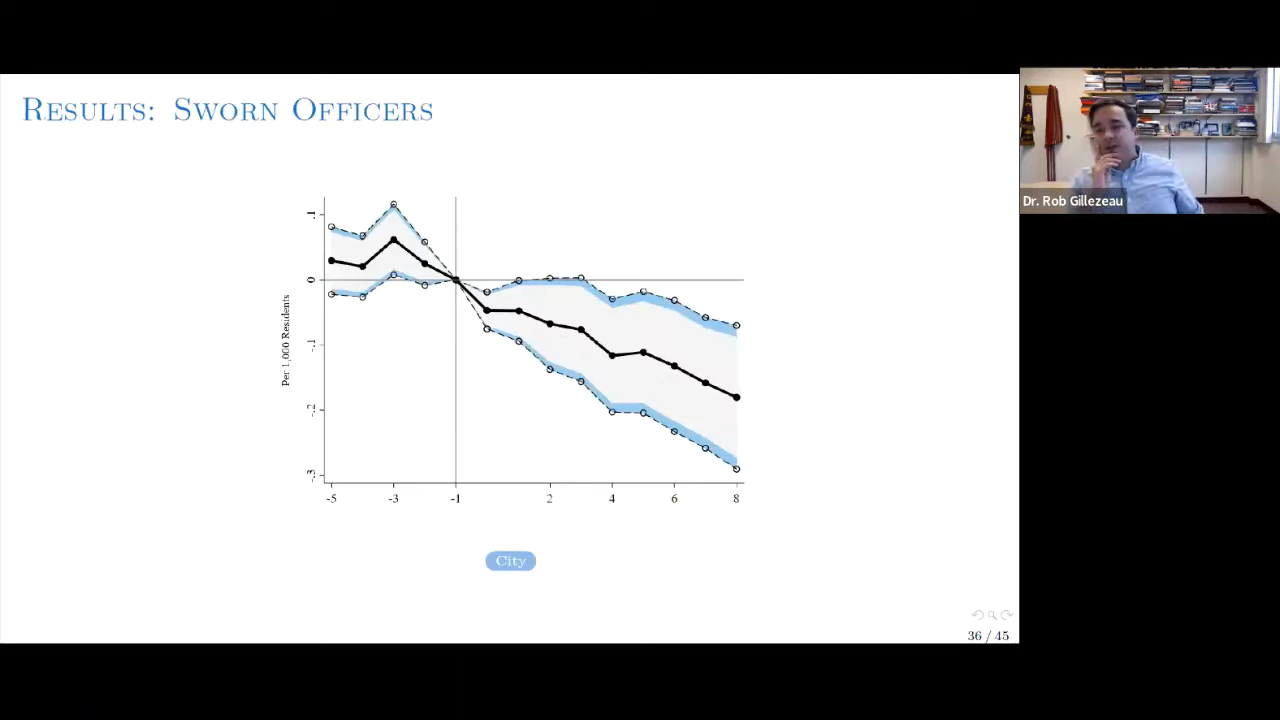 Results: Sworn Officers
Dr. Rob Gillezeau
.1
0
-.1
-.2
-.3
Per 1,000 Residents
-5 -3 -1 2 4 6 8
City
36 / 45